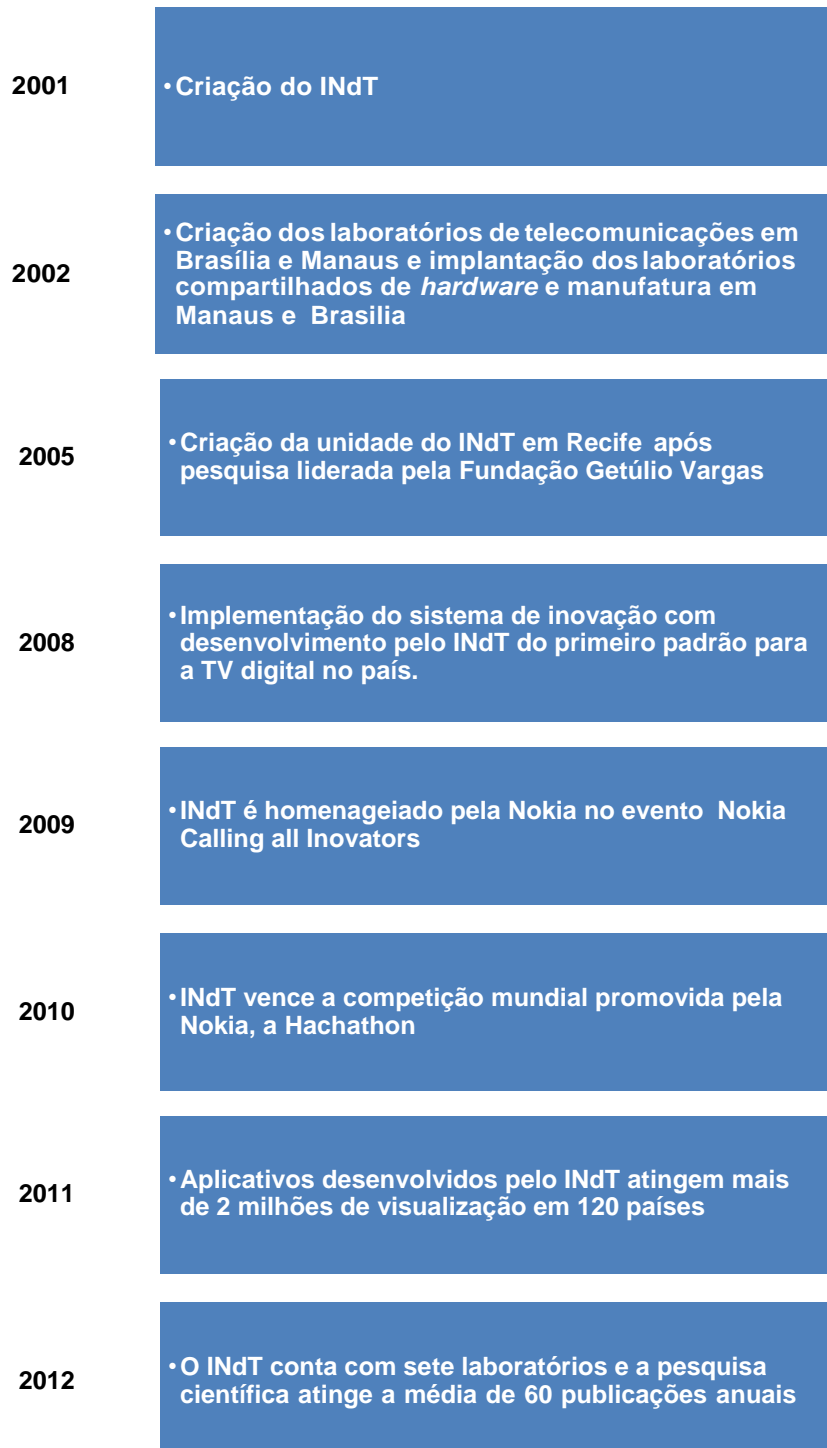 2001
•Criação do INdT
2002
•Criação dos laboratórios de telecomunicações em
Brasília e Manaus e implantação dos laboratórios
compartilhados de hardware e manufatura em
Manaus e Brasilia
2005
•Criação da unidade do INdT em Recife após
pesquisa liderada pela Fundação Getúlio Vargas
2008
•Implementação do sistema de inovação com
desenvolvimento pelo INdT do primeiro padrão para
a TV digital no país.
2009
•INdT é homenageiado pela Nokia no evento Nokia
Calling all Inovators
2010
•INdT vence a competição mundial promovida pela
Nokia, a Hachathon
2011
•Aplicativos desenvolvidos pelo INdT atingem mais
de 2 milhões de visualização em 120 países
2012
•O INdT conta com sete laboratórios e a pesquisa
científica atinge a média de 60 publicações anuais